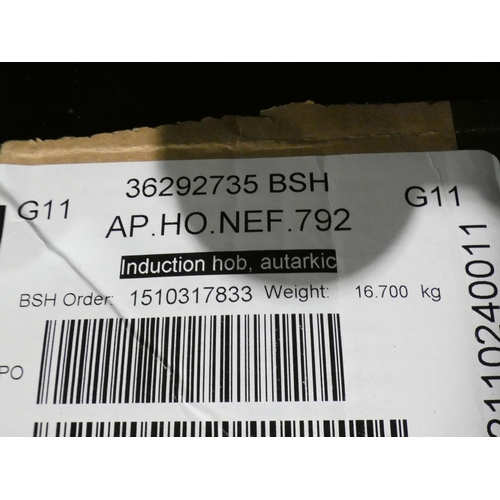 36292735 BSH
G11
G11
AP.HO.NEF.792
Induction hob, autarkic
BSH Order: 1510317833 Weight: 16.700 kg
PO
2110240011